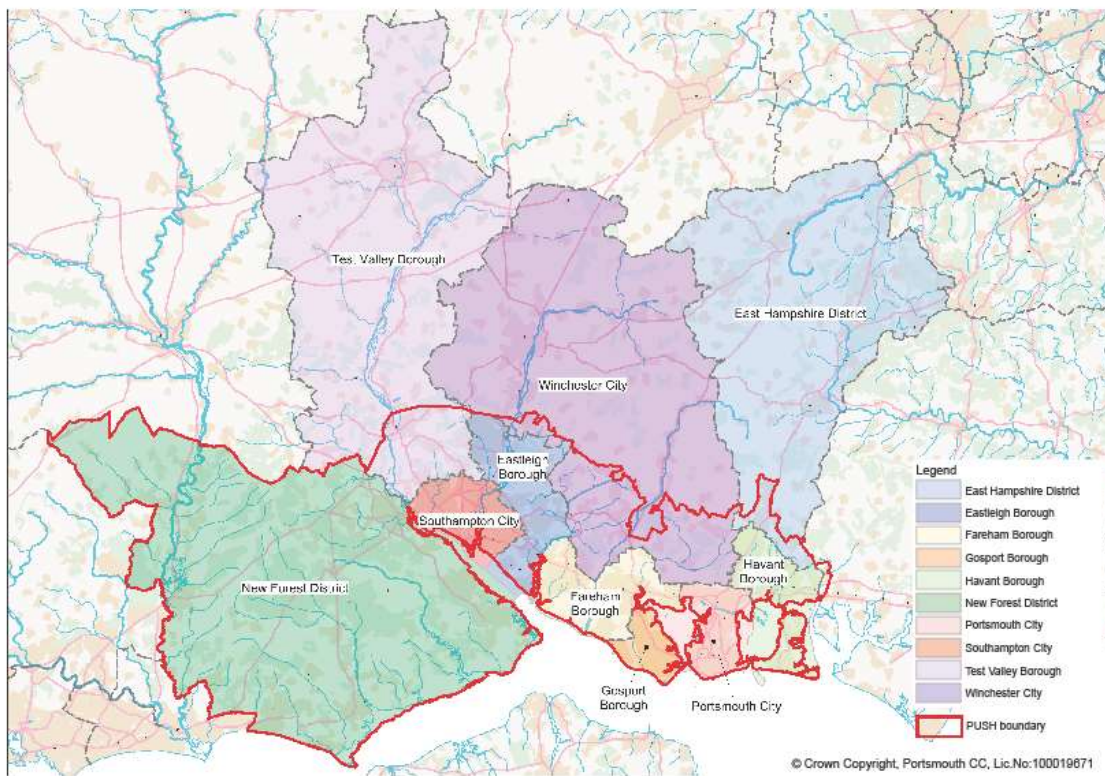 Test Valley Borough
East Hampshire District
Winchester City
Eastleigh
Borough
Southampton City
New Forest District
Havant
Borough
Fareham
Borough
Gosport
Borough
Portsmouth City
Legend
East Hampshire District
Eastleigh Borough
Fareham Borough
Gosport Borough
Havant Borough
New Forest District
Portsmouth City
Southampton City
Test Valley Borough
Winchester City
PUSH boundary
© Crown Copyright, Portsmouth CC, Lic.No:100019671